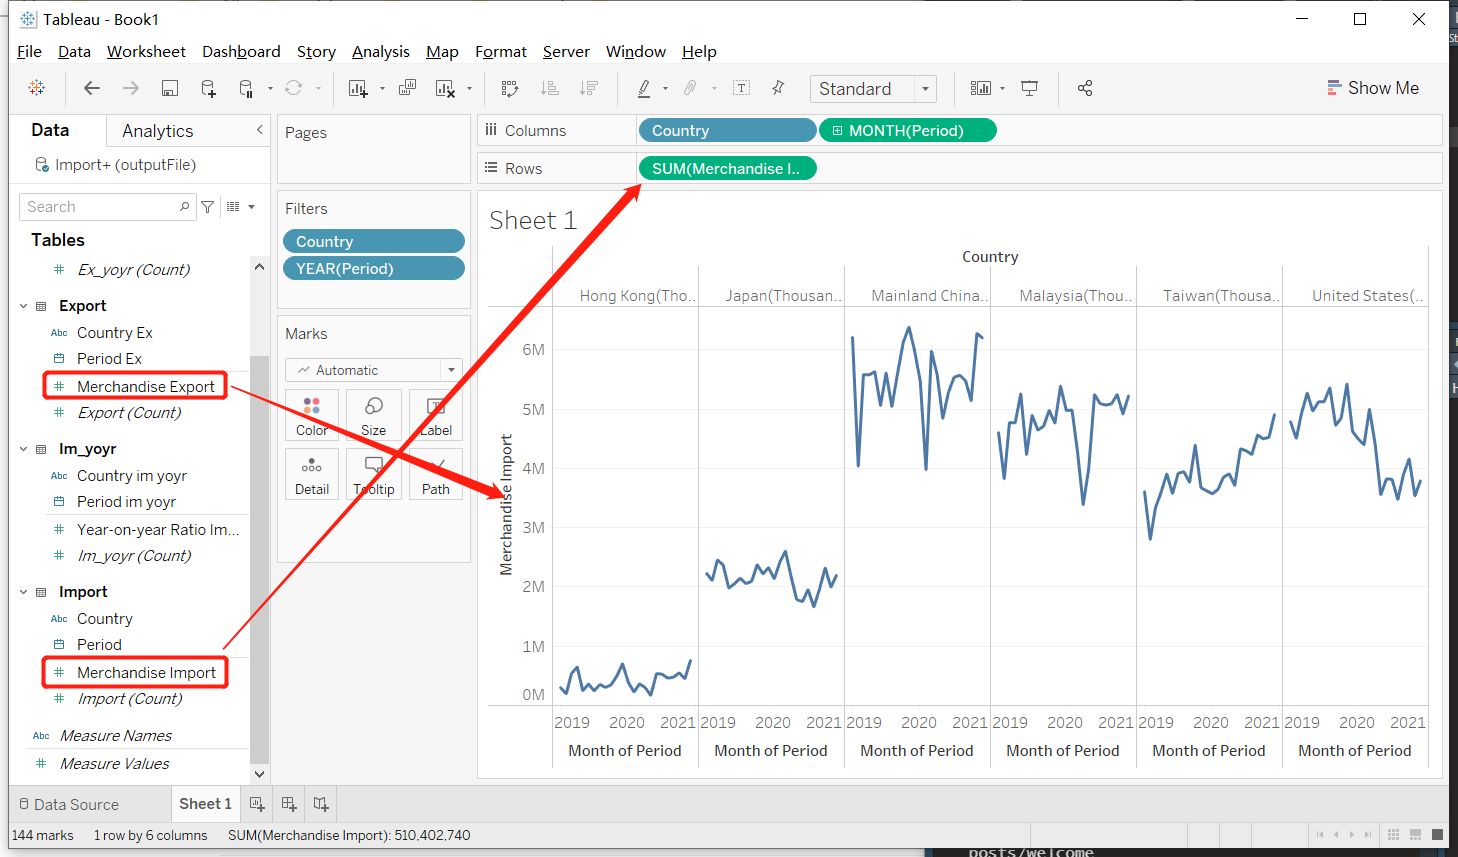 Tableau - Book1
File Data Worksheet Dashboard Story Analysis Map Format Server Window Help
Standard
Show Me
Data Analytics
Import+ (outputFile)
Search
Tables
Ex_yoyr (Count)
Export
Country Ex
Period Ex
Merchandise Export
Export (Count)
Im_yoyr
Country im yoyr
Period im yoyr
Year-on-year Ratio Im...
Im_yoyr (Count)
Import
Country
Period
Merchandise Import
Import (Count)
Measure Names
Measure Values
Pages
Filters
Country
YEAR(Period)
Marks
Automatic
Color Size Label
Detail Tooltip Path
Columns Country MONTH(Period)
Rows SUM(Merchandise I..
Sheet 1
Country
Hong Kong(Tho.. Japan(Thousan.. Mainland China.. Malaysia(Thou.. Taiwan(Thousa.. United States(..
Merchandise Import
6M
5M
4M
3M
2M
1M
0M
2019 2020 2021 2019 2020 2021 2019 2020 2021 2019 2020 2021 2019 2020 2021 2019 2020 2021
Month of Period Month of Period Month of Period Month of Period Month of Period Month of Period
Data Source Sheet 1
144 marks 1 row by 6 columns SUM(Merchandise Import): 510,402,740
posts/welcome